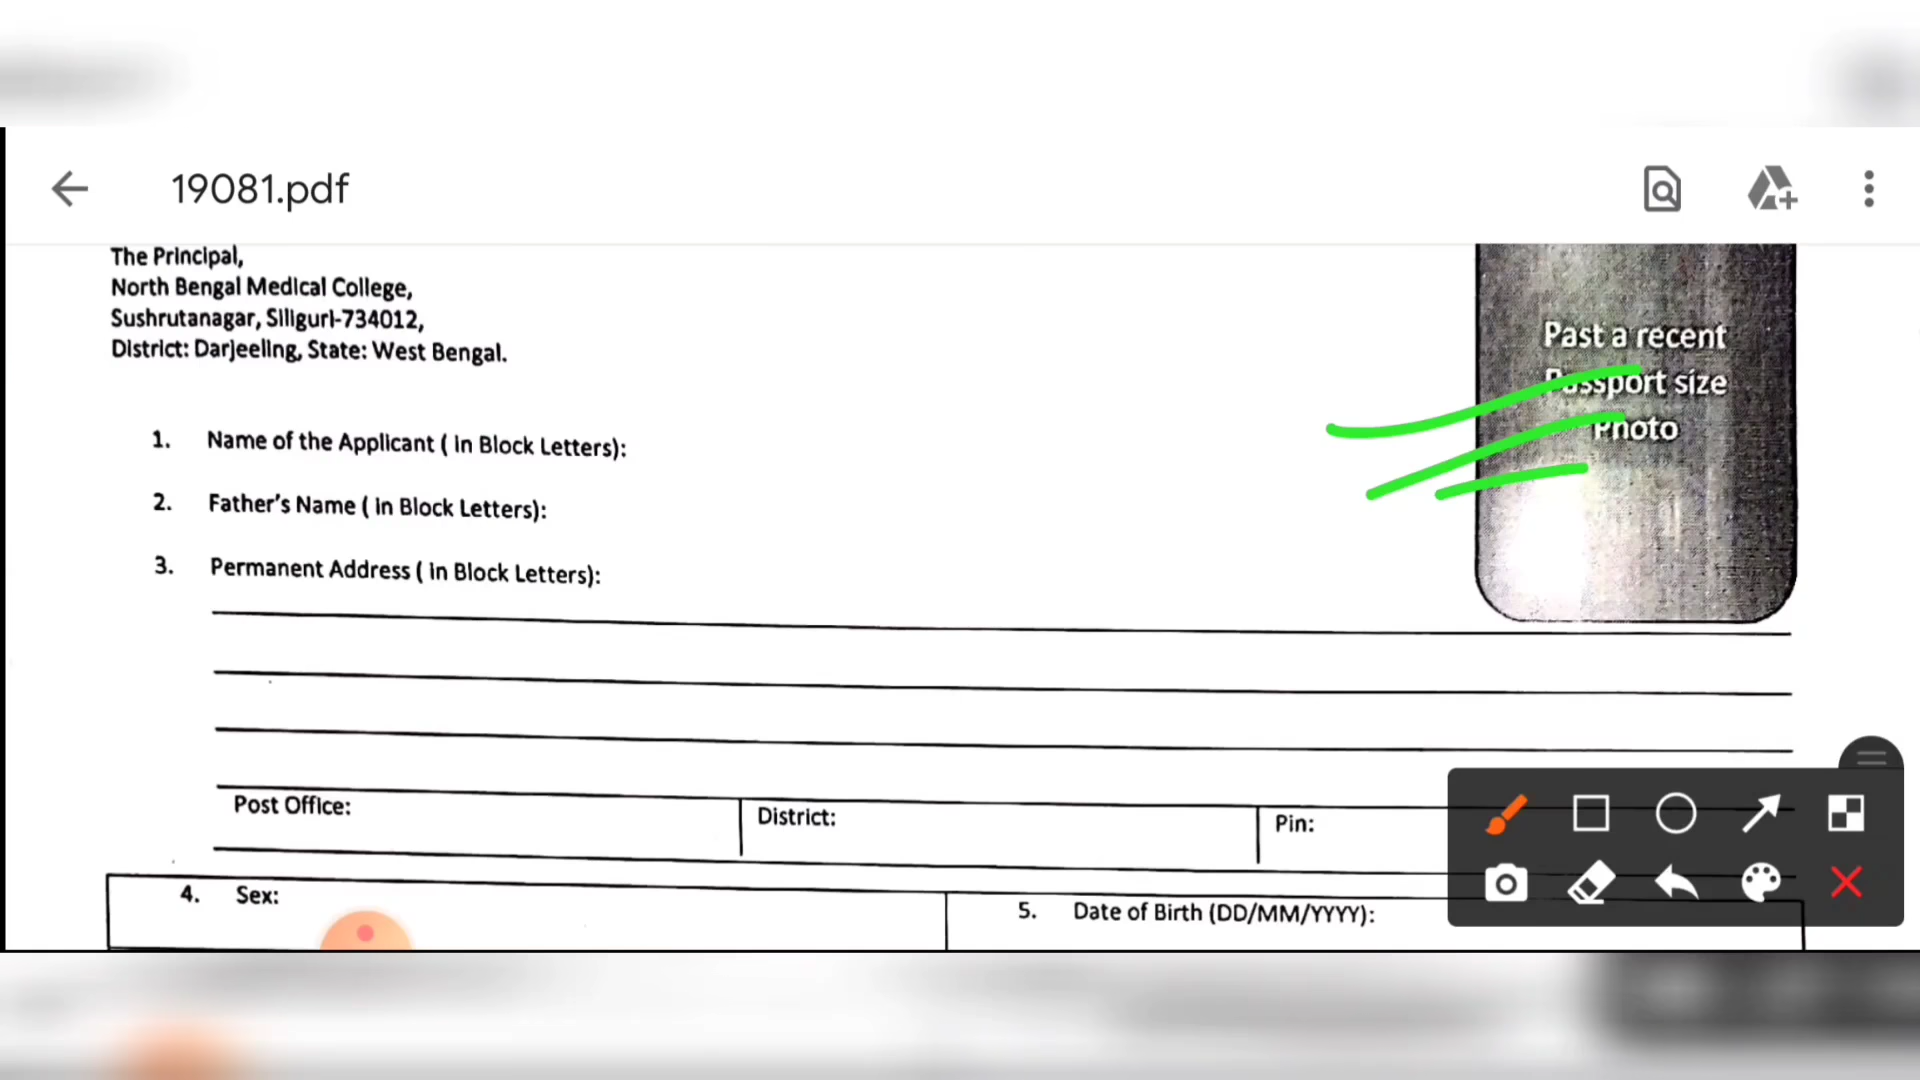 19081.pdf
The Principal,
North Bengal Medical College,
Sushrutanagar, Siliguri-734012,
District: Darjeeling, State: West Bengal.
Past a recent
Passport size
Photo
1. Name of the Applicant ( in Block Letters):
2. Father's Name ( in Block Letters):
3. Permanent Address ( in Block Letters):
Post Office:
District:
Pin:
4. Sex:
5. Date of Birth (DD/MM/YYYY):